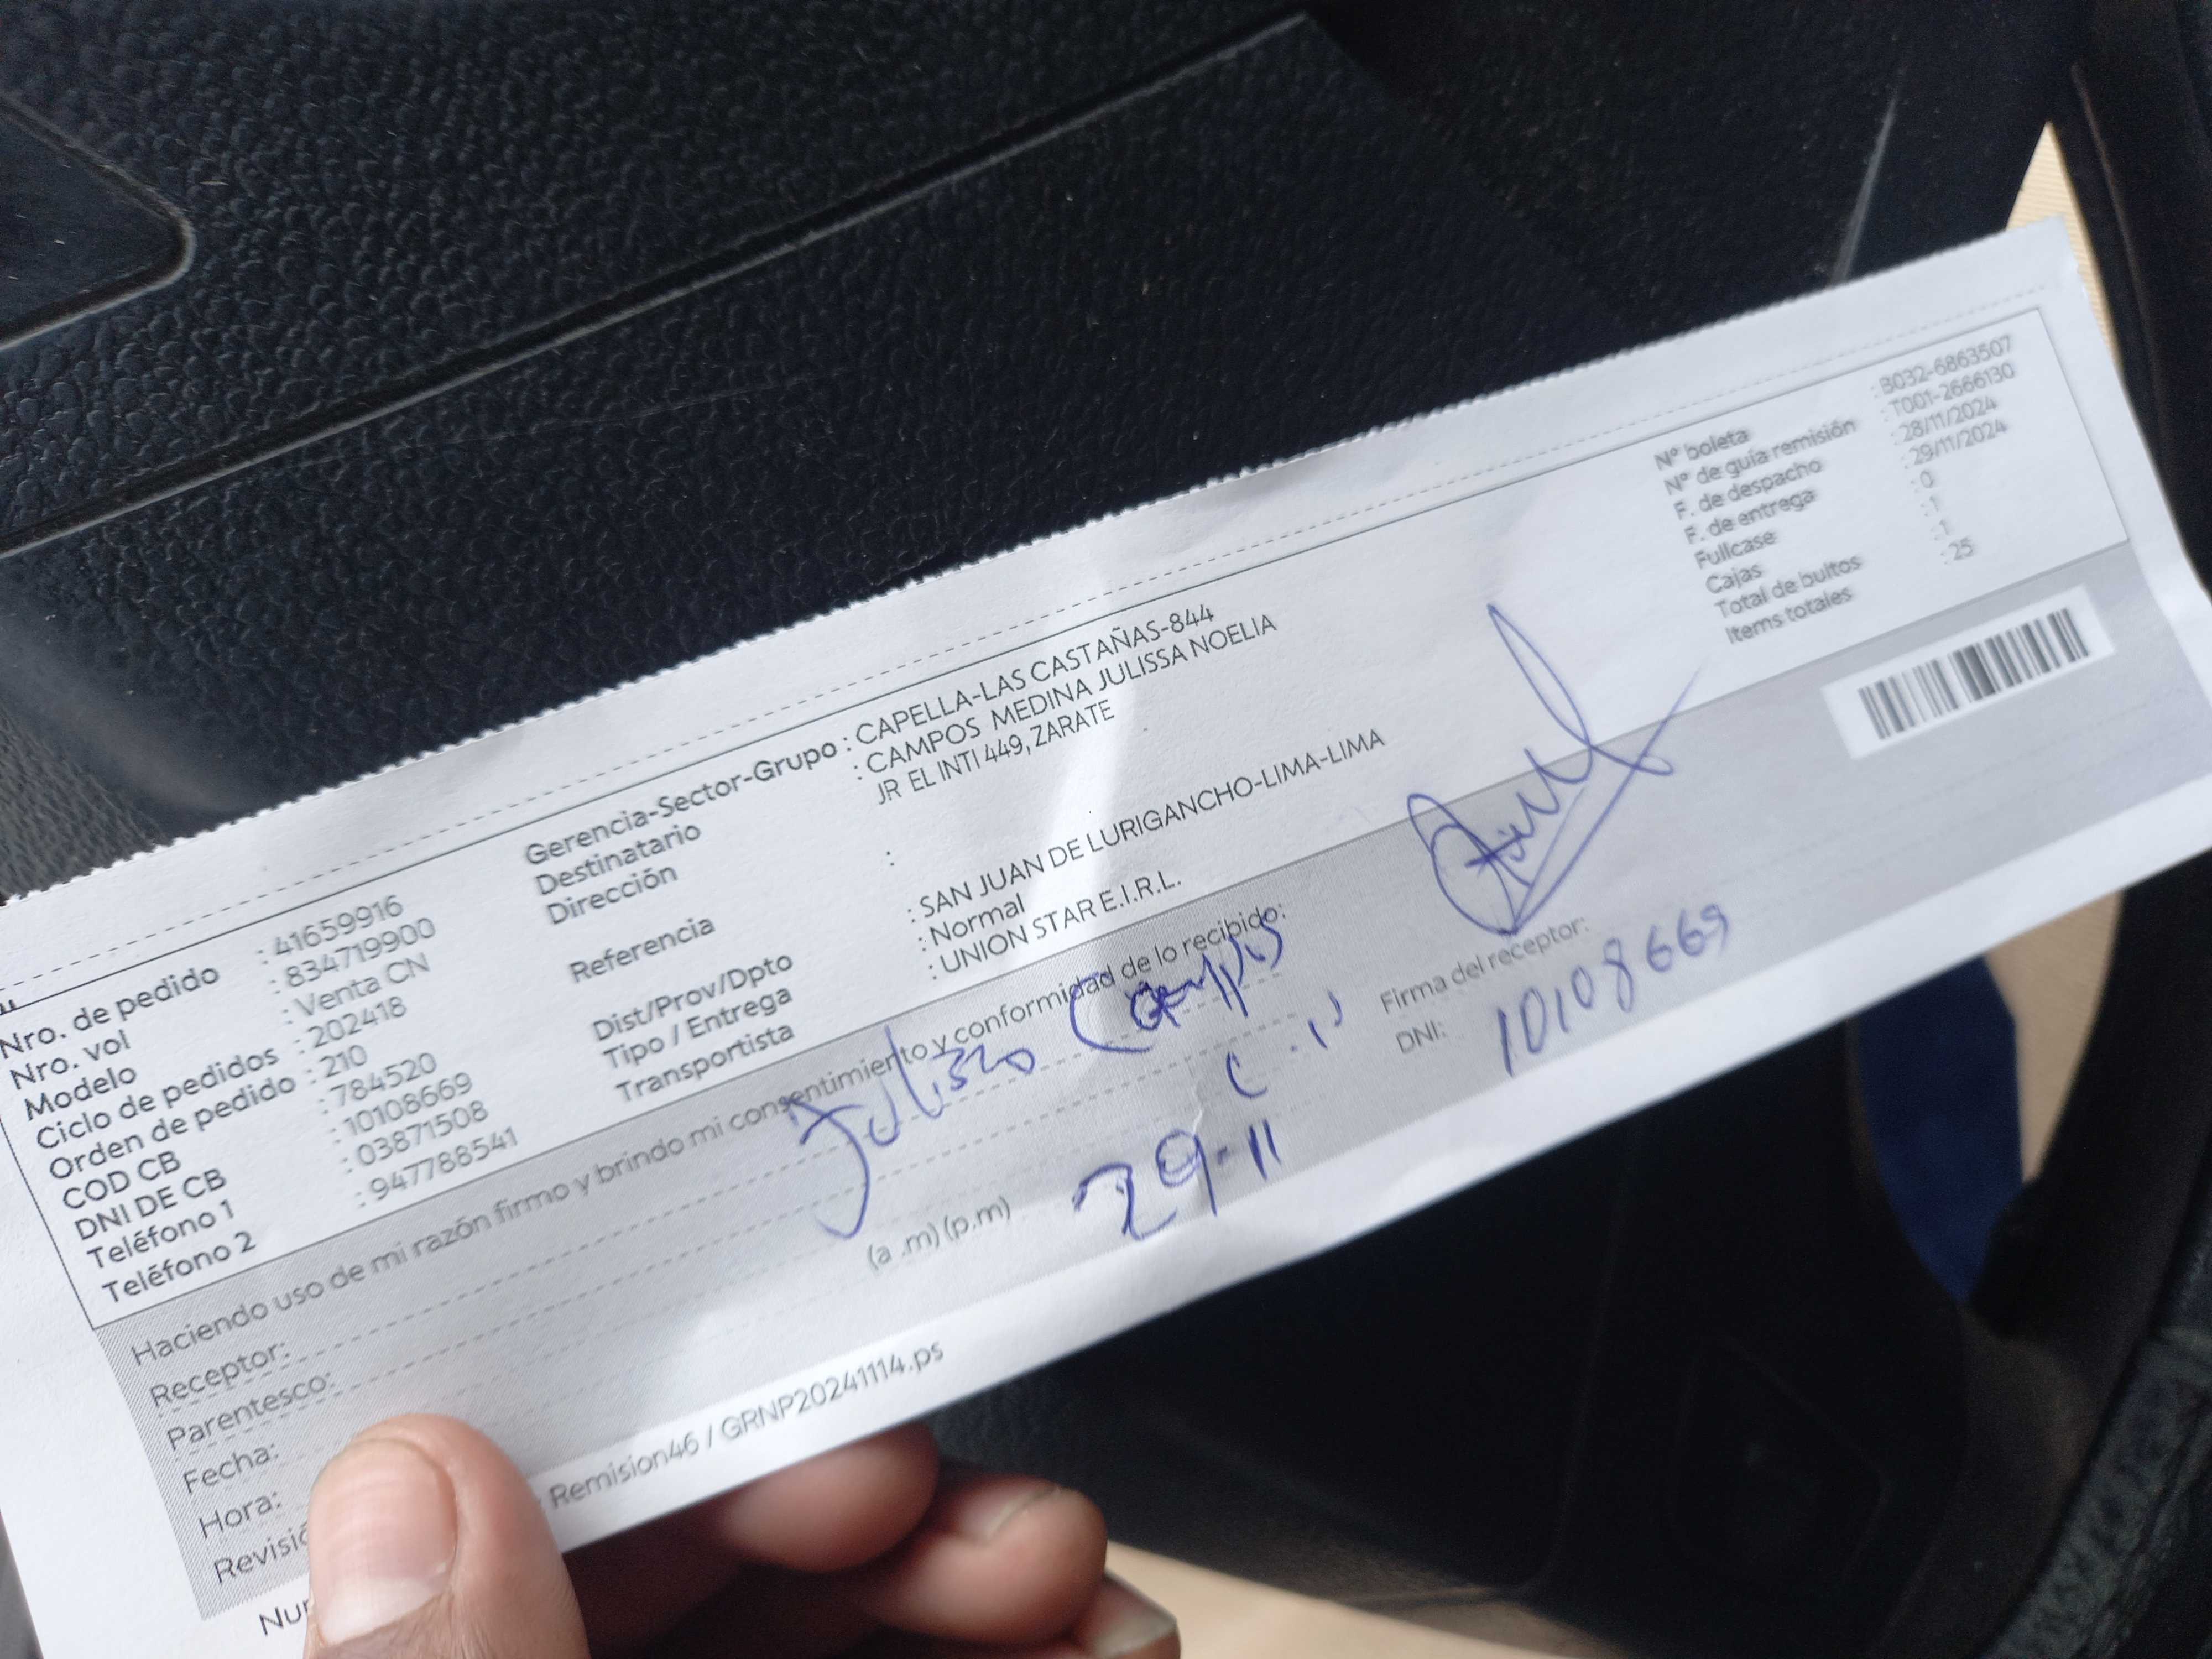 Nro. de pedido : 41659916
Nro. vol : 834719900
Modelo : Venta CN
Ciclo de pedidos : 202418
Orden de pedido : 210
COD CB : 784520
DNI DE CB : 10108669
Teléfono 1 : 03871508
Teléfono 2 : 947788541
Gerencia-Sector-Grupo : CAPELLA-LAS CASTAÑAS-844
Destinatario : CAMPOS MEDINA JULISSA NOELIA
Dirección JR EL INTI 449, ZARATE
Referencia :
Dist/Prov/Dpto : SAN JUAN DE LURIGANCHO-LIMA-LIMA
Tipo / Entrega : Normal
Transportista : UNION STAR E.I.R.L.
Nº boleta : B032-6863507
Nº de guía remisión : T001-2666130
F. de despacho : 28/11/2024
F. de entrega : 29/11/2024
Fullcase : 0
Cajas : 1
Total de bultos : 1
Items totales : 25
Haciendo uso de mi razón firmo y brindo mi consentimiento y conformidad de lo recibido:
Receptor: Campos
Parentesco:
Fecha: 29-11
Hora: (a .m) (p.m)
Firma del receptor:
DNI: 10108669
Remision46 / GRNP20241114.ps